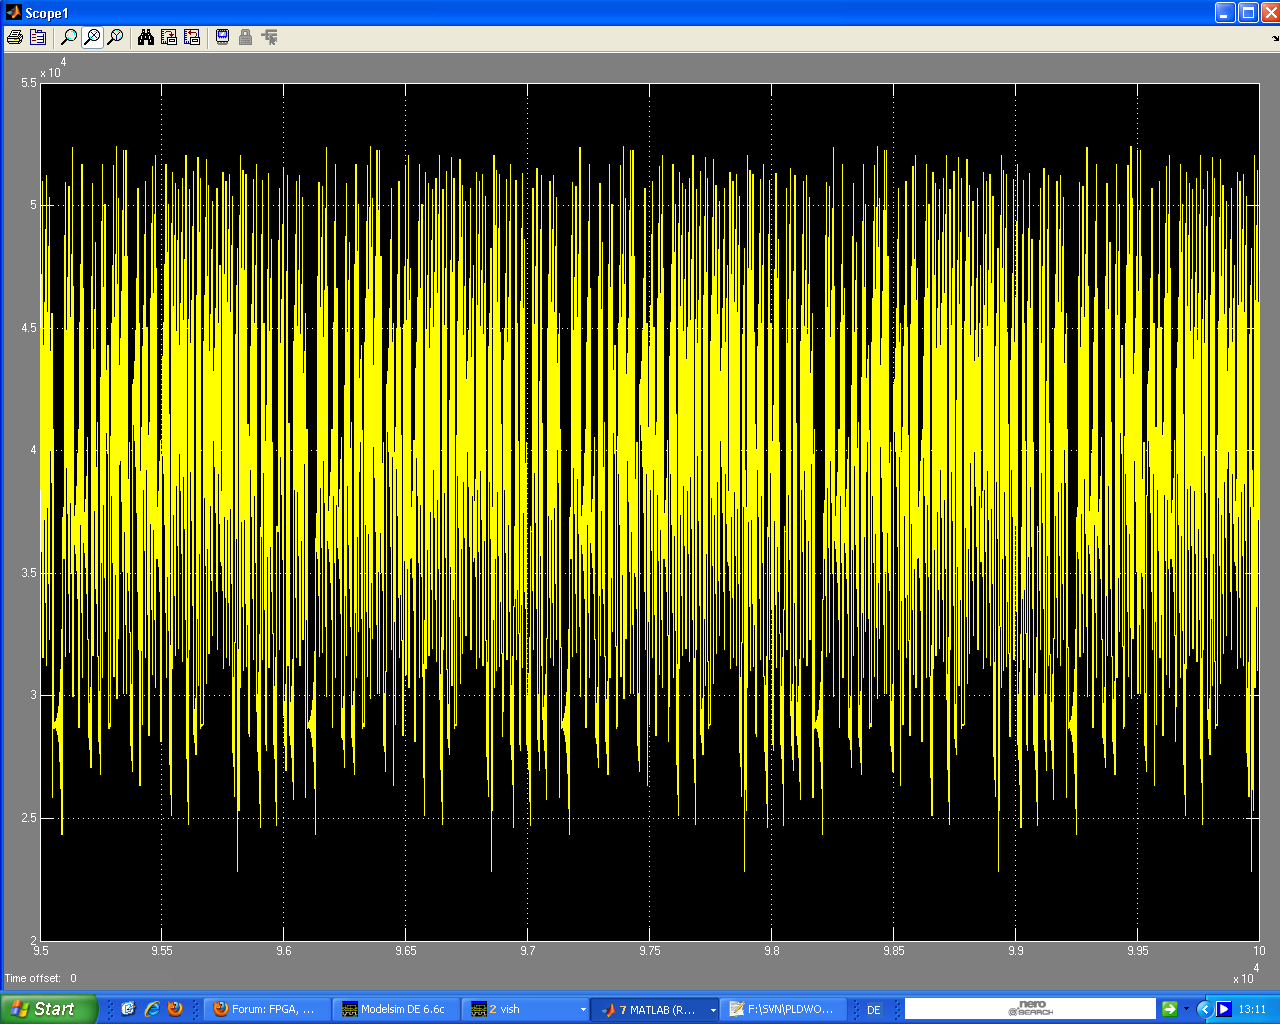 Scope1
x 10 4
5.5
5
4.5
4
3.5
3
2.5
2
9.5 9.55 9.6 9.65 9.7 9.75 9.8 9.85 9.9 9.95 10
x 10 4
Time offset: 0
Start Forum: FPGA, ... Modelsim DE 6.6c 2 vish 7 MATLAB (R... F:\SVN\PLDWO... DE nero SEARCH 13:11